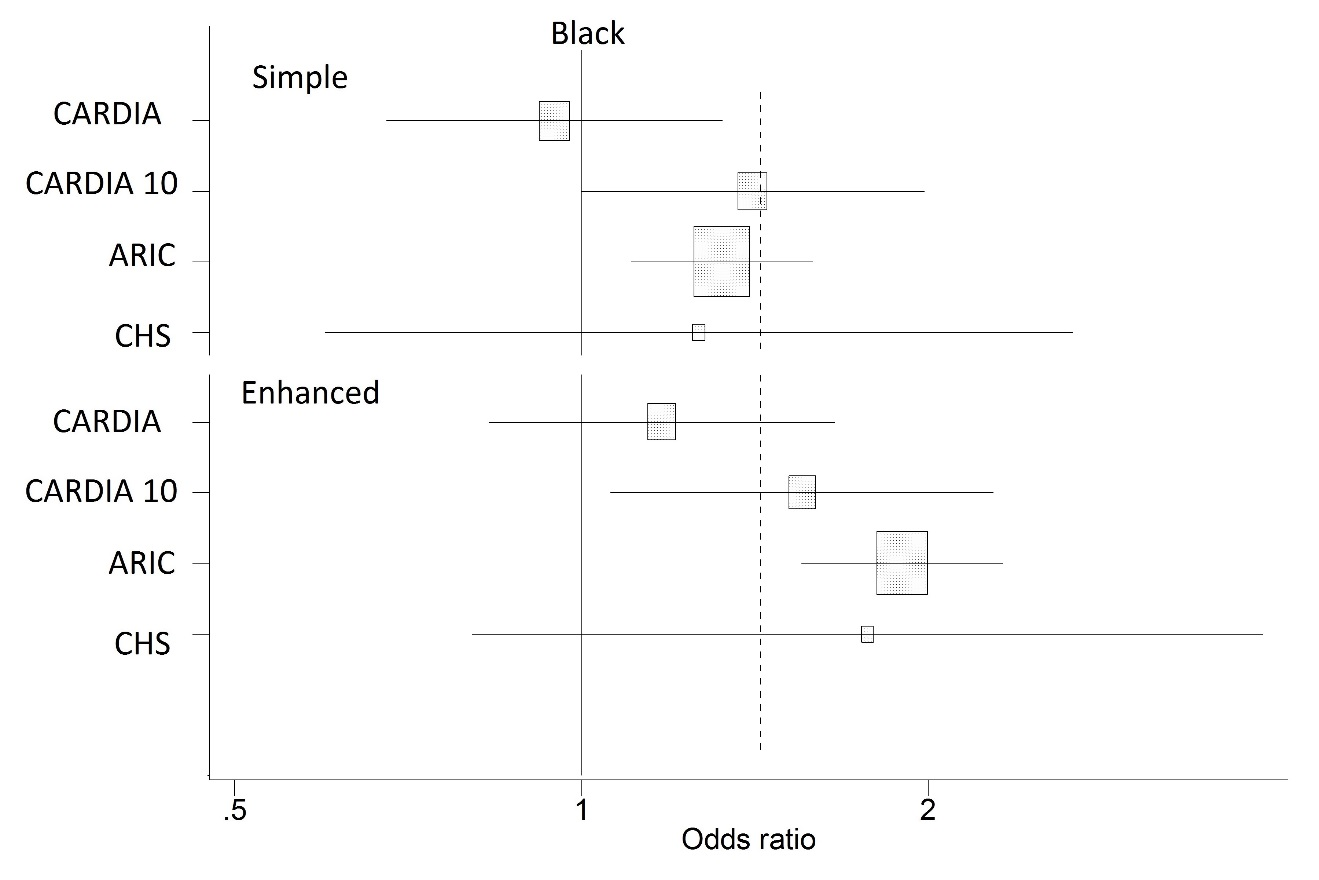 Black
Simple
CARDIA
CARDIA 10
ARIC
CHS
Enhanced
CARDIA
CARDIA 10
ARIC
CHS
.5 1 2
Odds ratio